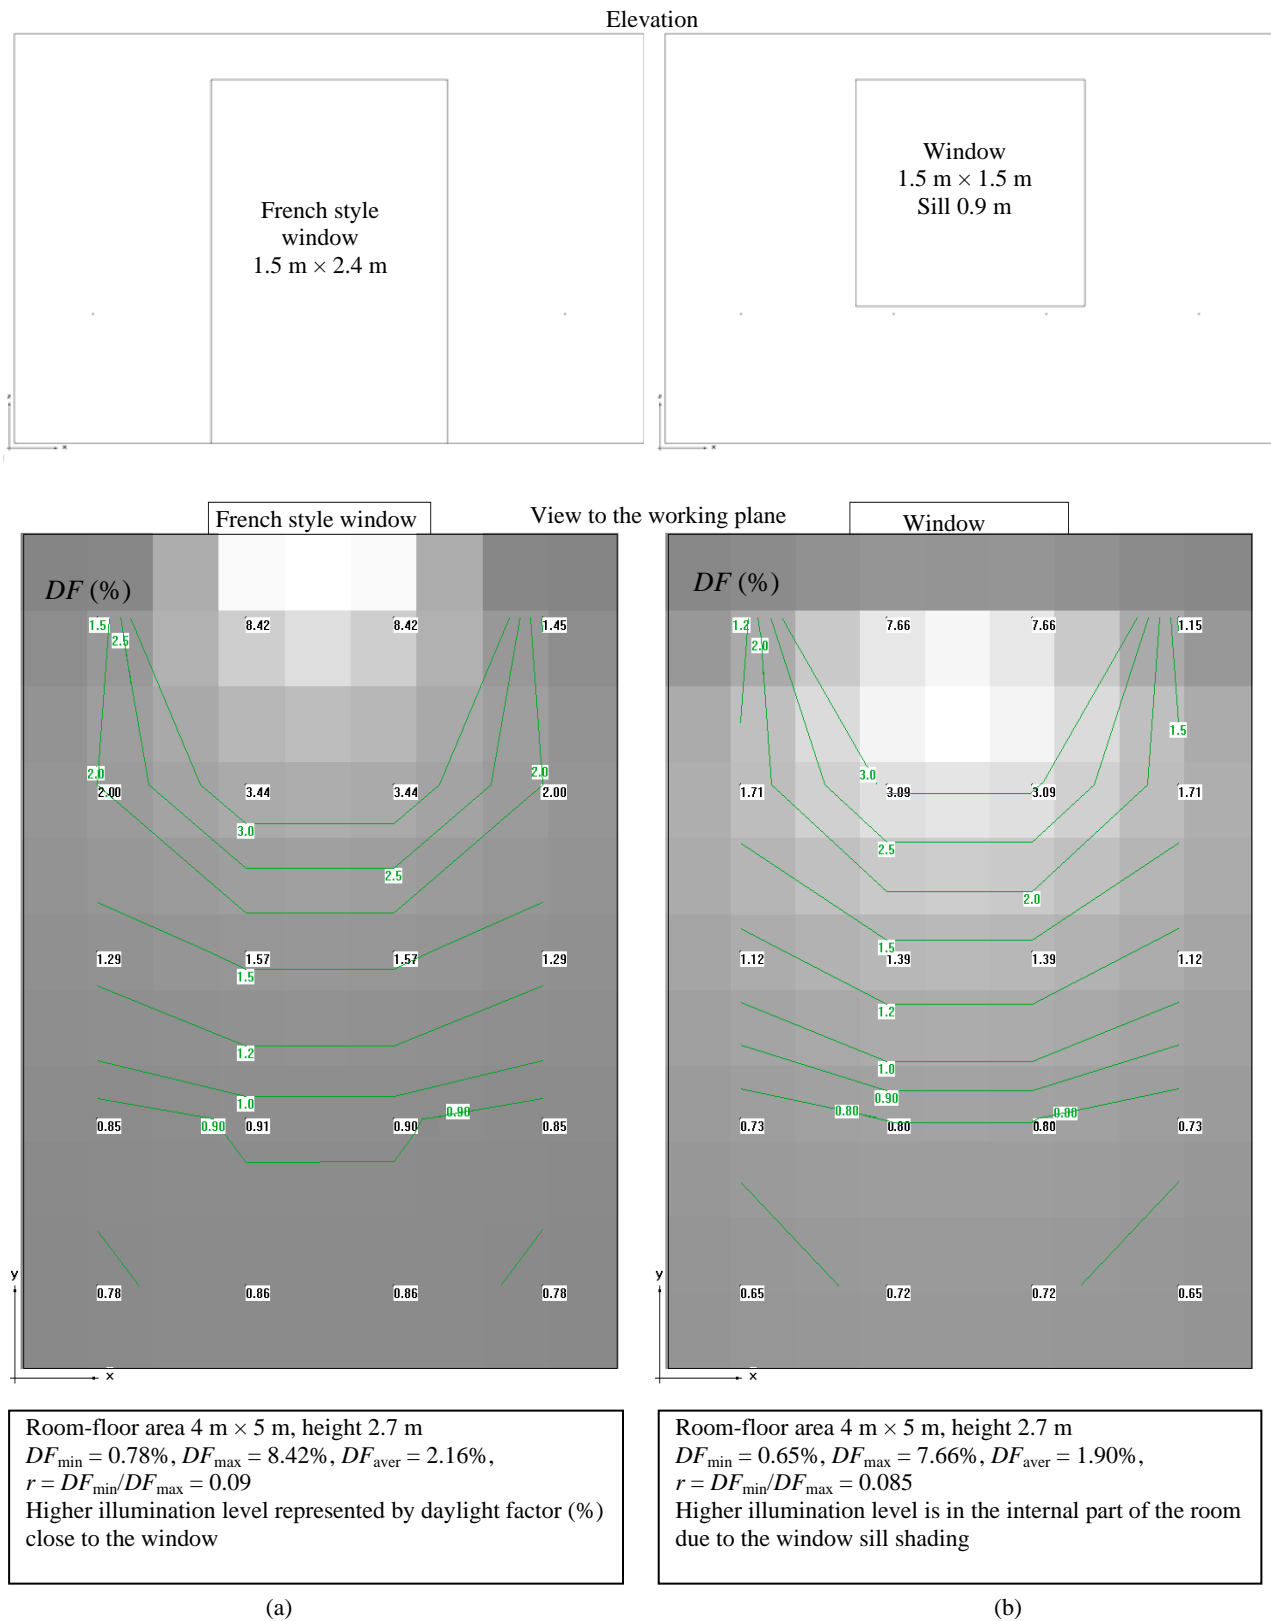 Elevation
French style
window
1.5 m × 2.4 m
Window
1.5 m × 1.5 m
Sill 0.9 m
z
x
z
x
View to the working plane
French style window
DF (%)
1.5 8.42 8.42 1.45
2.5
2.0 2.0
2.00 3.44 3.44 2.00
3.0
2.5
1.29 1.57 1.57 1.29
1.5
1.2
1.0
0.90
0.85 0.90 0.91 0.90 0.85
0.78 0.86 0.86 0.78
y
x
Window
DF (%)
1.2 7.66 7.66 1.15
2.0
1.5
3.0
1.71 3.09 3.09 1.71
2.5
2.0
1.5
1.12 1.39 1.39 1.12
1.2
1.0
0.90
0.80 0.80
0.73 0.80 0.80 0.73
0.65 0.72 0.72 0.65
y
x
Room-floor area 4 m × 5 m, height 2.7 m
DFmin = 0.78%, DFmax = 8.42%, DFaver = 2.16%,
r = DFmin/DFmax = 0.09
Higher illumination level represented by daylight factor (%)
close to the window
(a)
Room-floor area 4 m × 5 m, height 2.7 m
DFmin = 0.65%, DFmax = 7.66%, DFaver = 1.90%,
r = DFmin/DFmax = 0.085
Higher illumination level is in the internal part of the room
due to the window sill shading
(b)